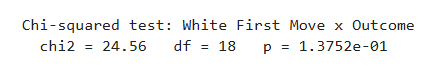 Chi-squared test: White First Move x Outcome
chi2 = 24.56 df = 18 p = 1.3752e-01